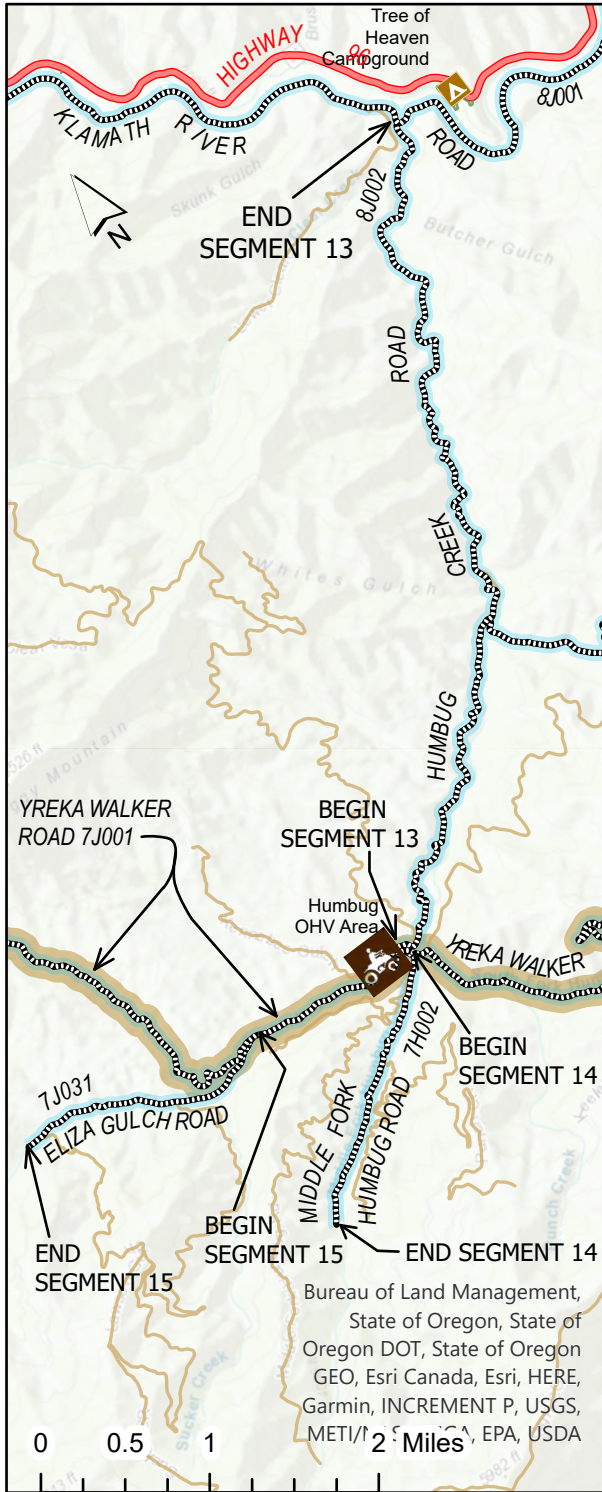 Tree of
Heaven
Campground
HIGHWAY 96
8J001
KLAMATH RIVER
ROAD
N
Skunk Gulch
END
SEGMENT 13
8J002
Butcher Gulch
ROAD
Whites Gulch
CREEK
HUMBUG
5526 ft
YREKA WALKER
ROAD 7J001
BEGIN
SEGMENT 13
Humbug
OHV Area
YREKA WALKER
BEGIN
SEGMENT 14
7H002
7J031
ELIZA GULCH ROAD
MIDDLE FORK
HUMBUG ROAD
BEGIN
SEGMENT 15
END
SEGMENT 15
END SEGMENT 14
Bureau of Land Management,
State of Oregon, State of
Oregon DOT, State of Oregon
GEO, Esri Canada, Esri, HERE,
Garmin, INCREMENT P, USGS,
EPA, USDA
Sucker Creek
0 0.5 1 2 Miles
5982 ft